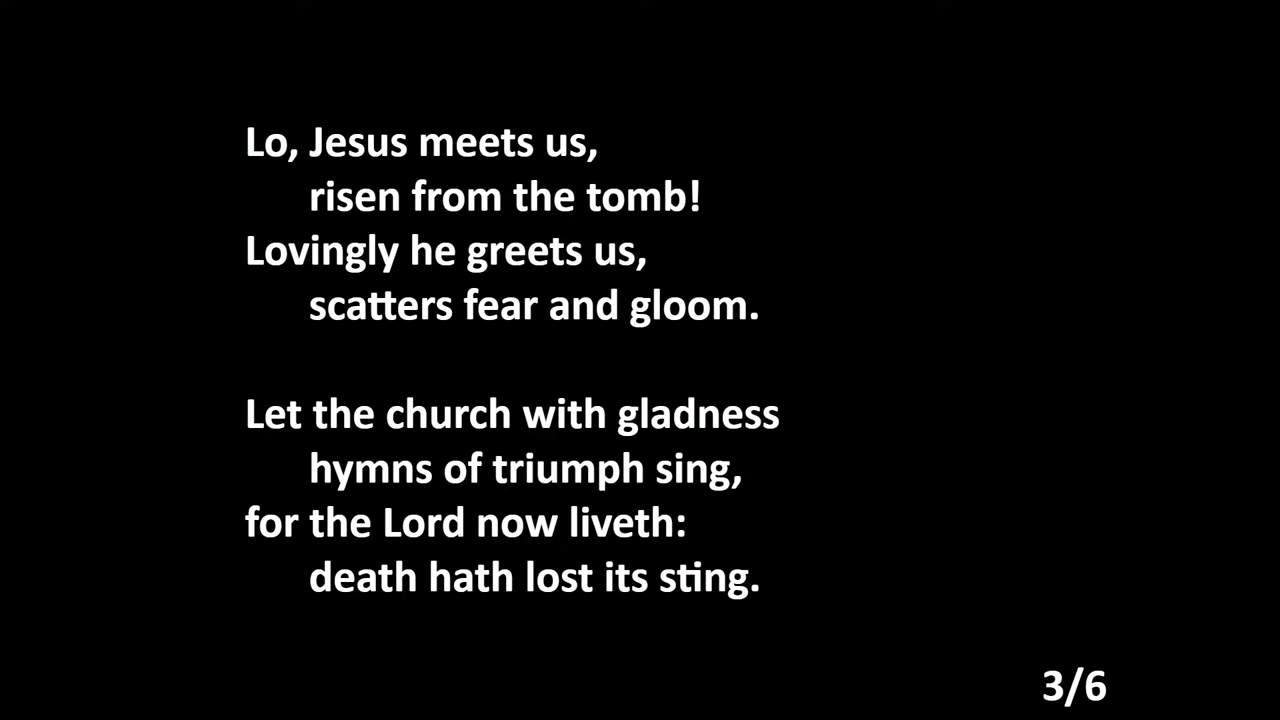 Lo, Jesus meets us,
risen from the tomb!
Lovingly he greets us,
scatters fear and gloom.
Let the church with gladness
hymns of triumph sing,
for the Lord now liveth:
death hath lost its sting.
3/6